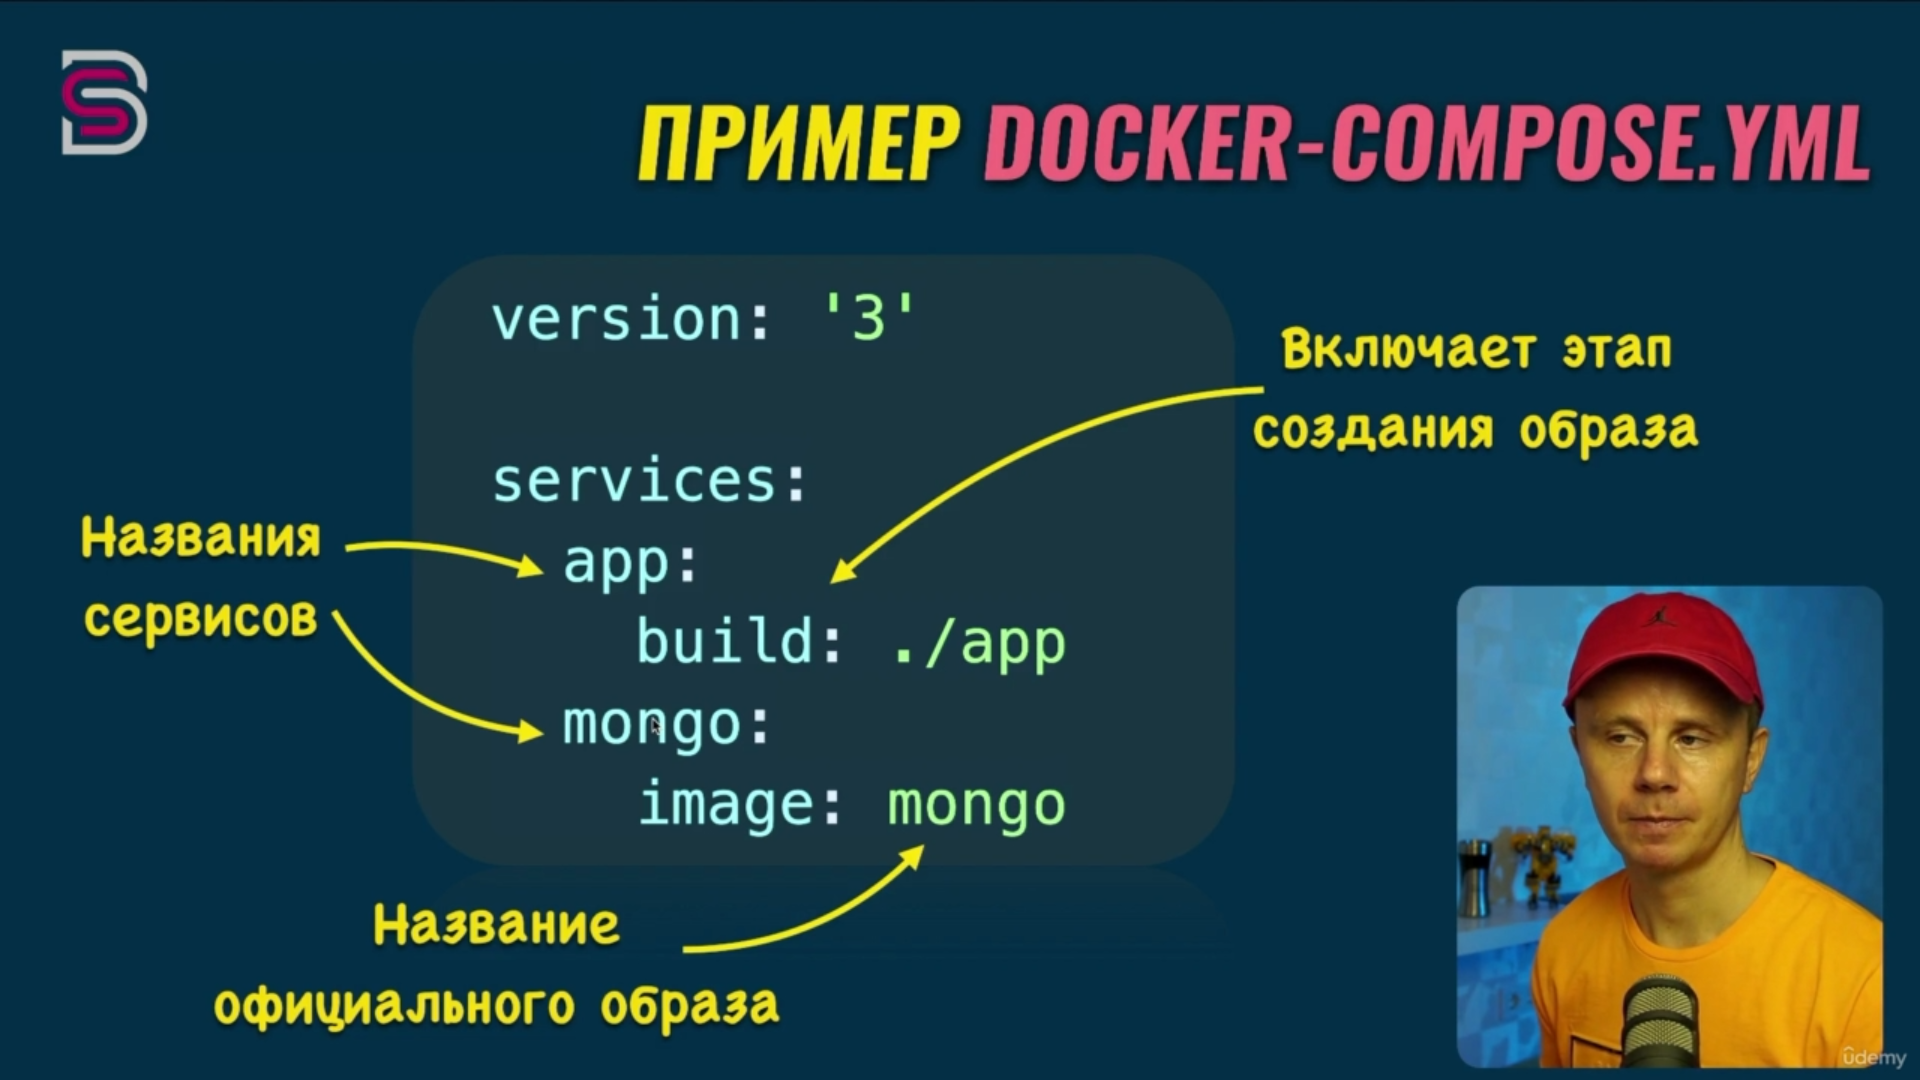 ПРИМЕР DOCKER-COMPOSE.YML
version: '3'
services:
app:
build: ./app
mongo:
image: mongo
Включает этап
создания образа
Названия
сервисов
Название
официального образа
ûdemy